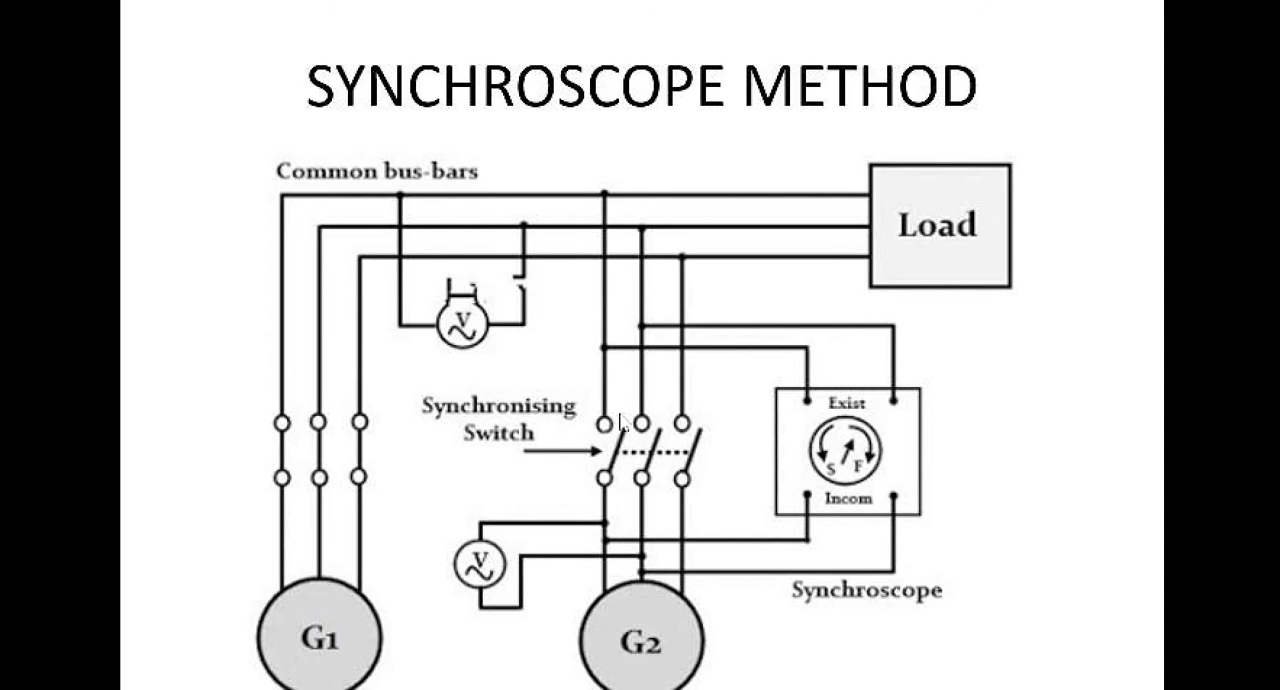 SYNCHROSCOPE METHOD
Common bus-bars
Load
V
Synchronising
Switch
Exist
S F
Incom
V
Synchroscope
G1
G2